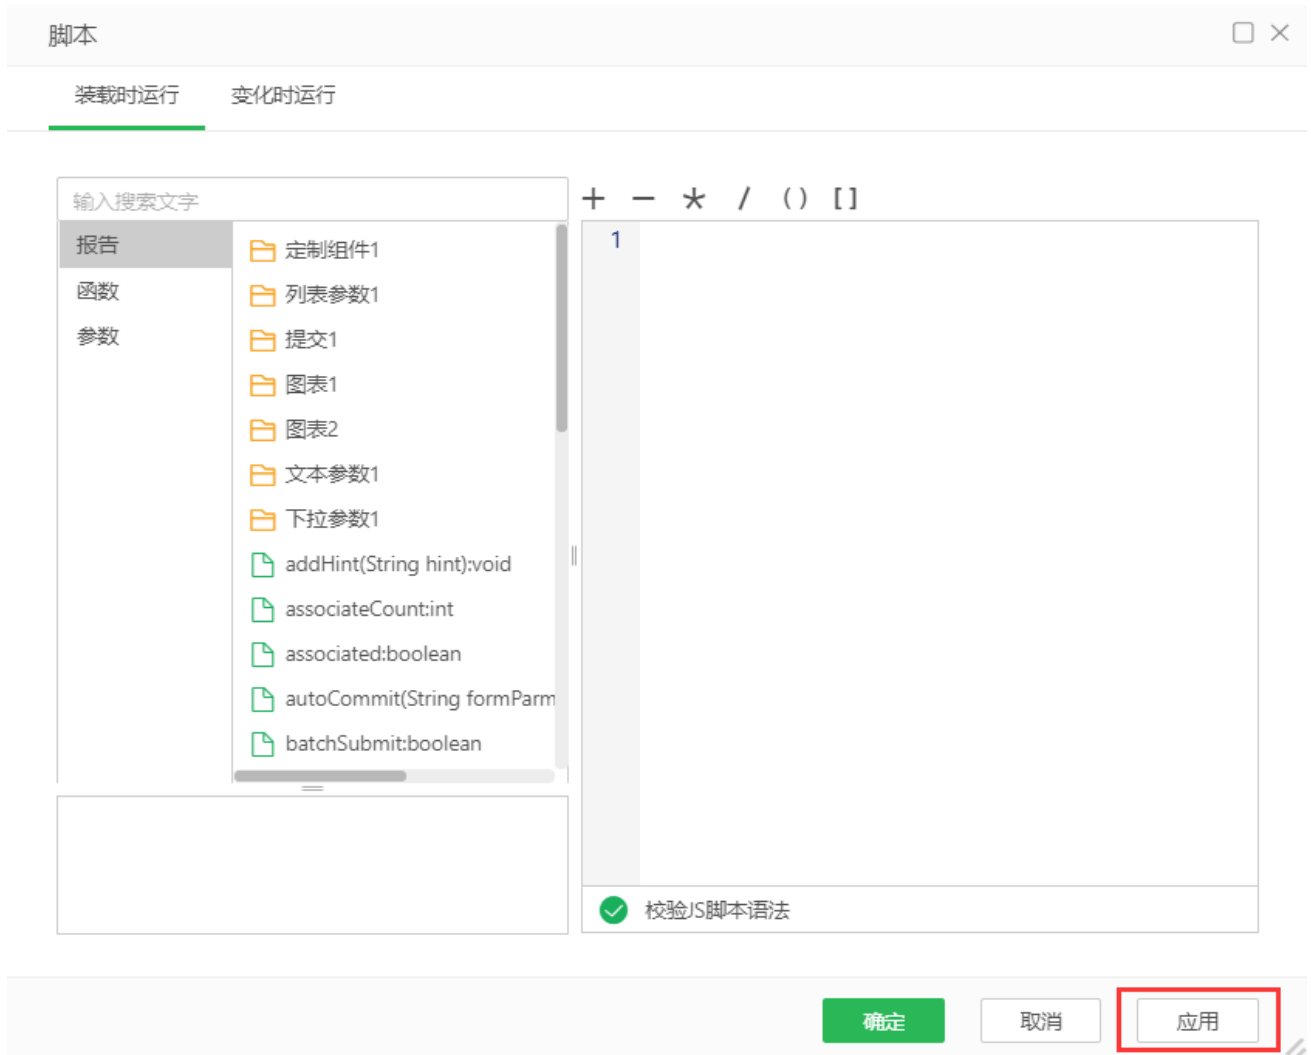 脚本
装载时运行 变化时运行
输入搜索文字
+ − * / () []
报告
函数
参数
定制组件1
列表参数1
提交1
图表1
图表2
文本参数1
下拉参数1
addHint(String hint):void
associateCount:int
associated:boolean
autoCommit(String formParm
batchSubmit:boolean
1
校验JS脚本语法
确定 取消 应用